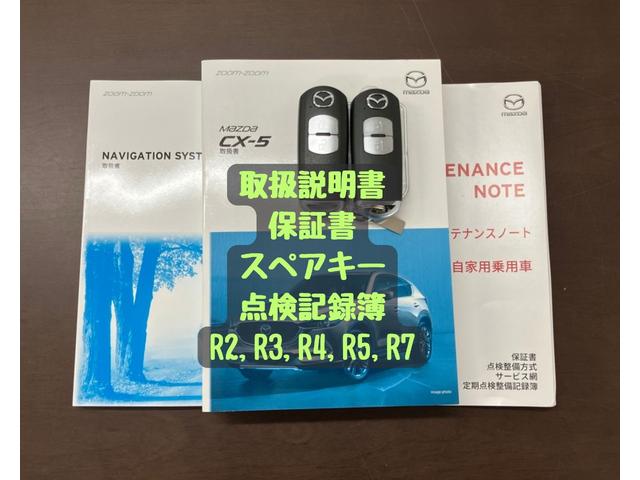 zoom-zoom
mazda
NAVIGATION SYST
取扱書
zoom-zoom
mazda
mazda
CX-5
取扱書
mazda
ENANCE
NOTE
テナンスノート
自家用乗用車
保証書
点検整備方式
サービス網
定期点検整備記録簿
image photo
取扱説明書
保証書
スペアキー
点検記録簿
R2, R3, R4, R5, R7